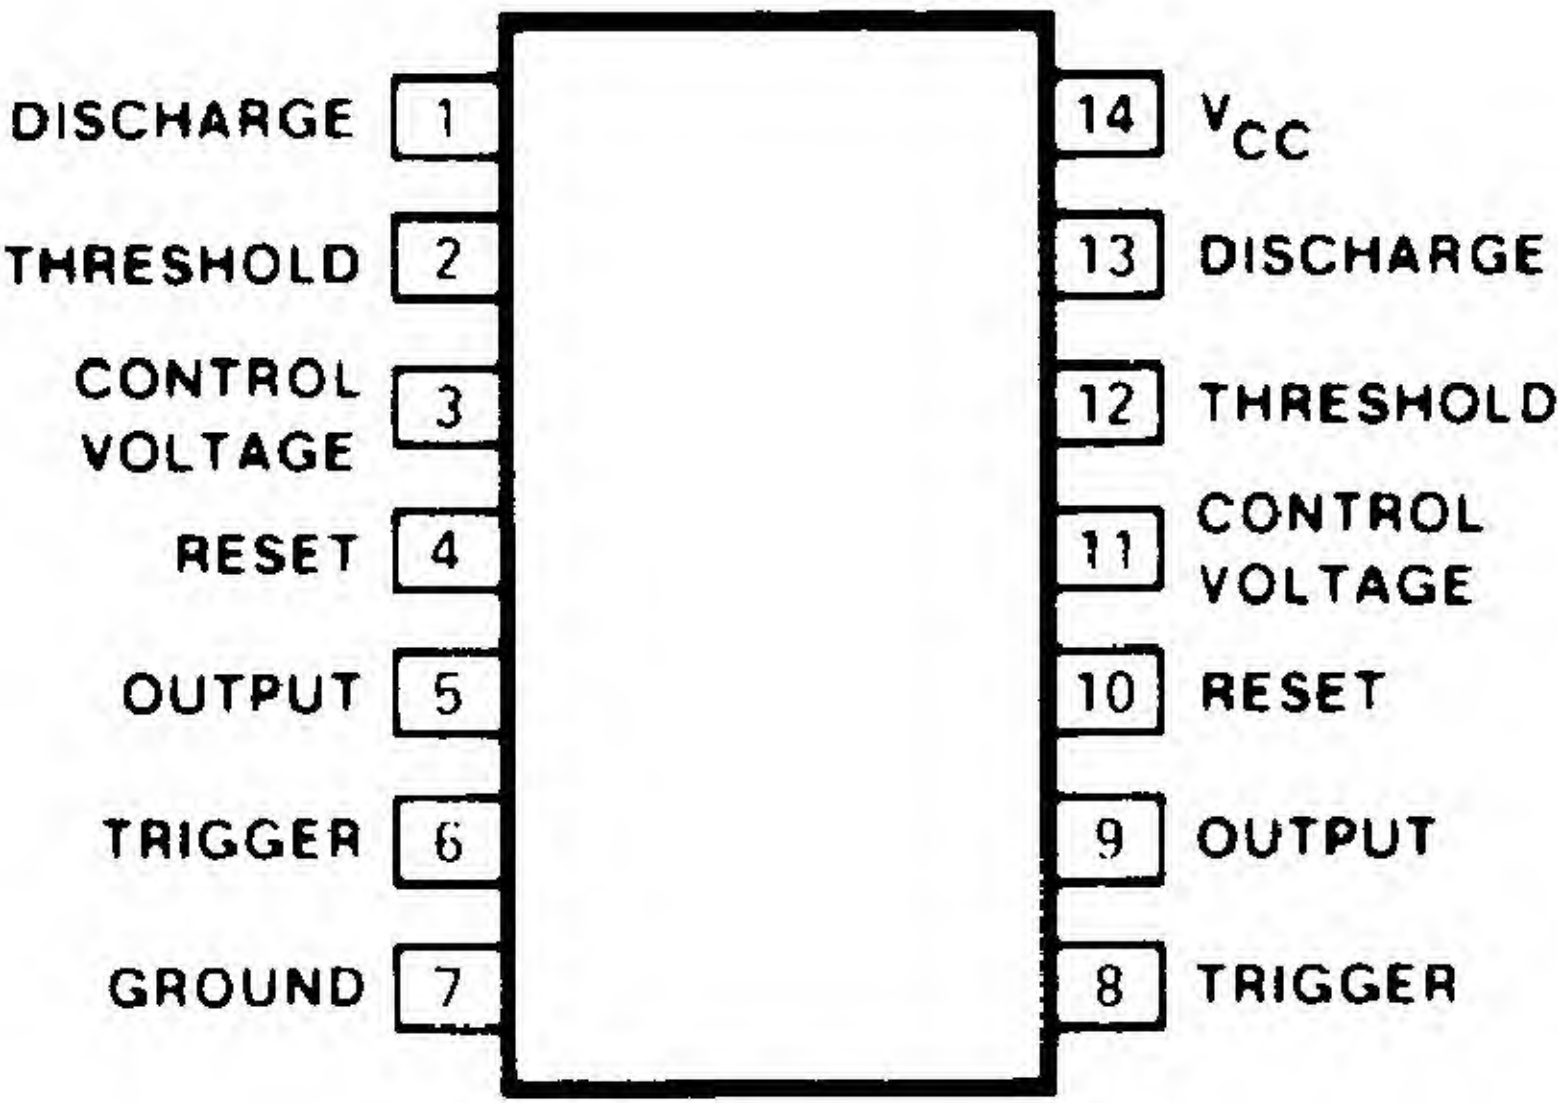 DISCHARGE 1
THRESHOLD 2
CONTROL
VOLTAGE 3
RESET 4
OUTPUT 5
TRIGGER 6
GROUND 7
14 VCC
13 DISCHARGE
12 THRESHOLD
11 CONTROL
VOLTAGE
10 RESET
9 OUTPUT
8 TRIGGER